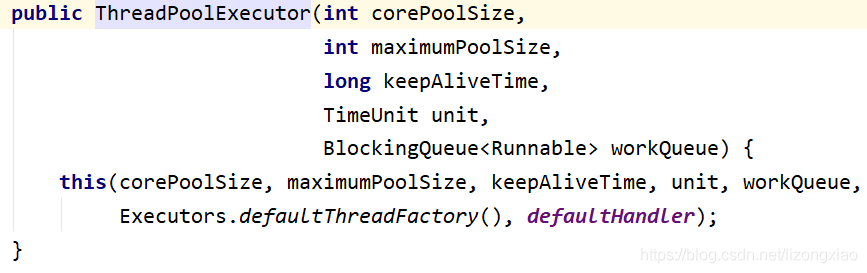 public ThreadPoolExecutor(int corePoolSize,
int maximumPoolSize,
long keepAliveTime,
TimeUnit unit,
BlockingQueue<Runnable> workQueue) {
this(corePoolSize, maximumPoolSize, keepAliveTime, unit, workQueue,
Executors.defaultThreadFactory(), defaultHandler);
}
https://blog.csdn.net/lizongxiao